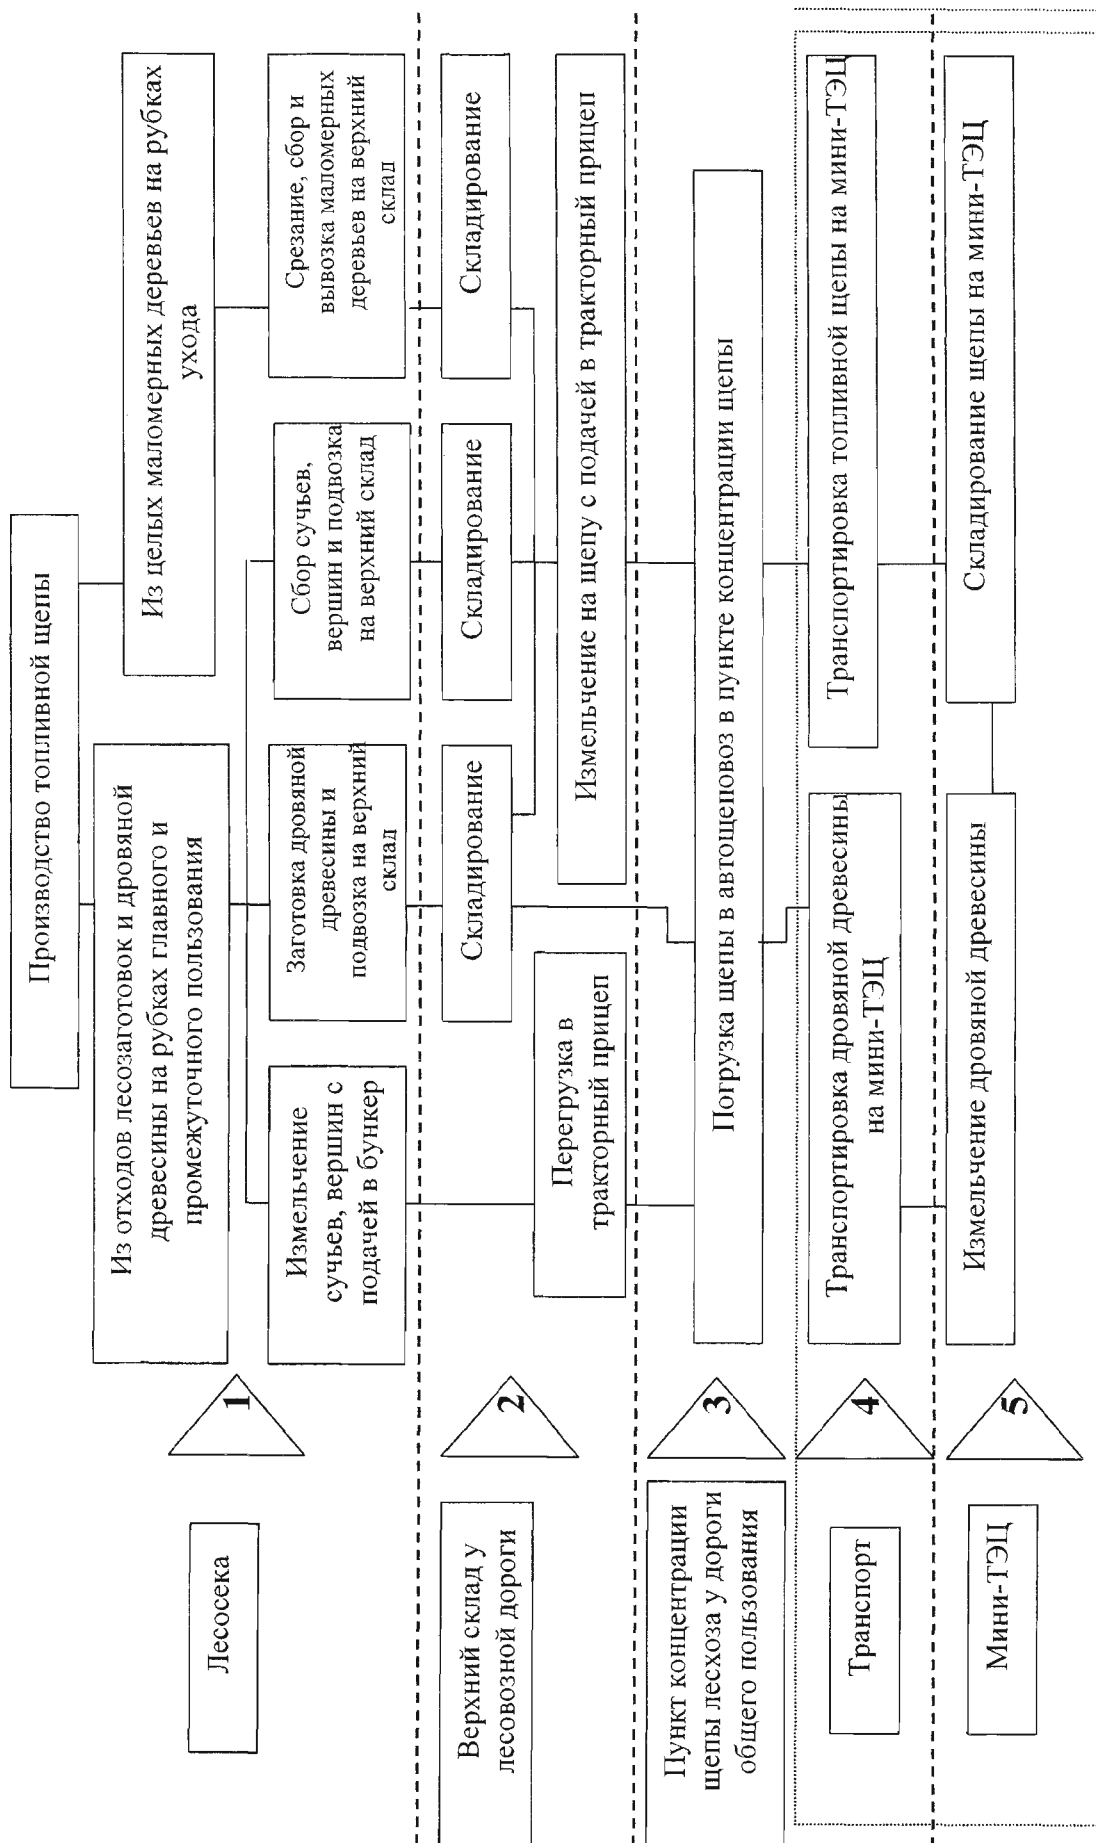 Производство топливной щепы
Из отходов лесозаготовок и дровяной
древесины на рубках главного и
промежуточного пользования
Из целых маломерных деревьев на рубках
ухода
Лесосека
1
Измельчение
сучьев, вершин с
подачей в бункер
Заготовка дровяной
древесины и
подвозка на верхний
склад
Сбор сучьев,
вершин и подвозка
на верхний склад
Срезание, сбор и
вывозка маломерных
деревьев на верхний
склад
Верхний склад у
лесовозной дороги
2
Складирование
Складирование
Складирование
Перегрузка в
тракторный прицеп
Измельчение на щепу с подачей в тракторный прицеп
Пункт концентрации
щепы лесхоза у дороги
общего пользования
3
Погрузка щепы в автощеповоз в пункте концентрации щепы
Транспорт
4
Транспортировка дровяной древесины
на мини-ТЭЦ
Транспортировка топливной щепы на мини-ТЭЦ
Мини-ТЭЦ
5
Измельчение дровяной древесины
Складирование щепы на мини-ТЭЦ